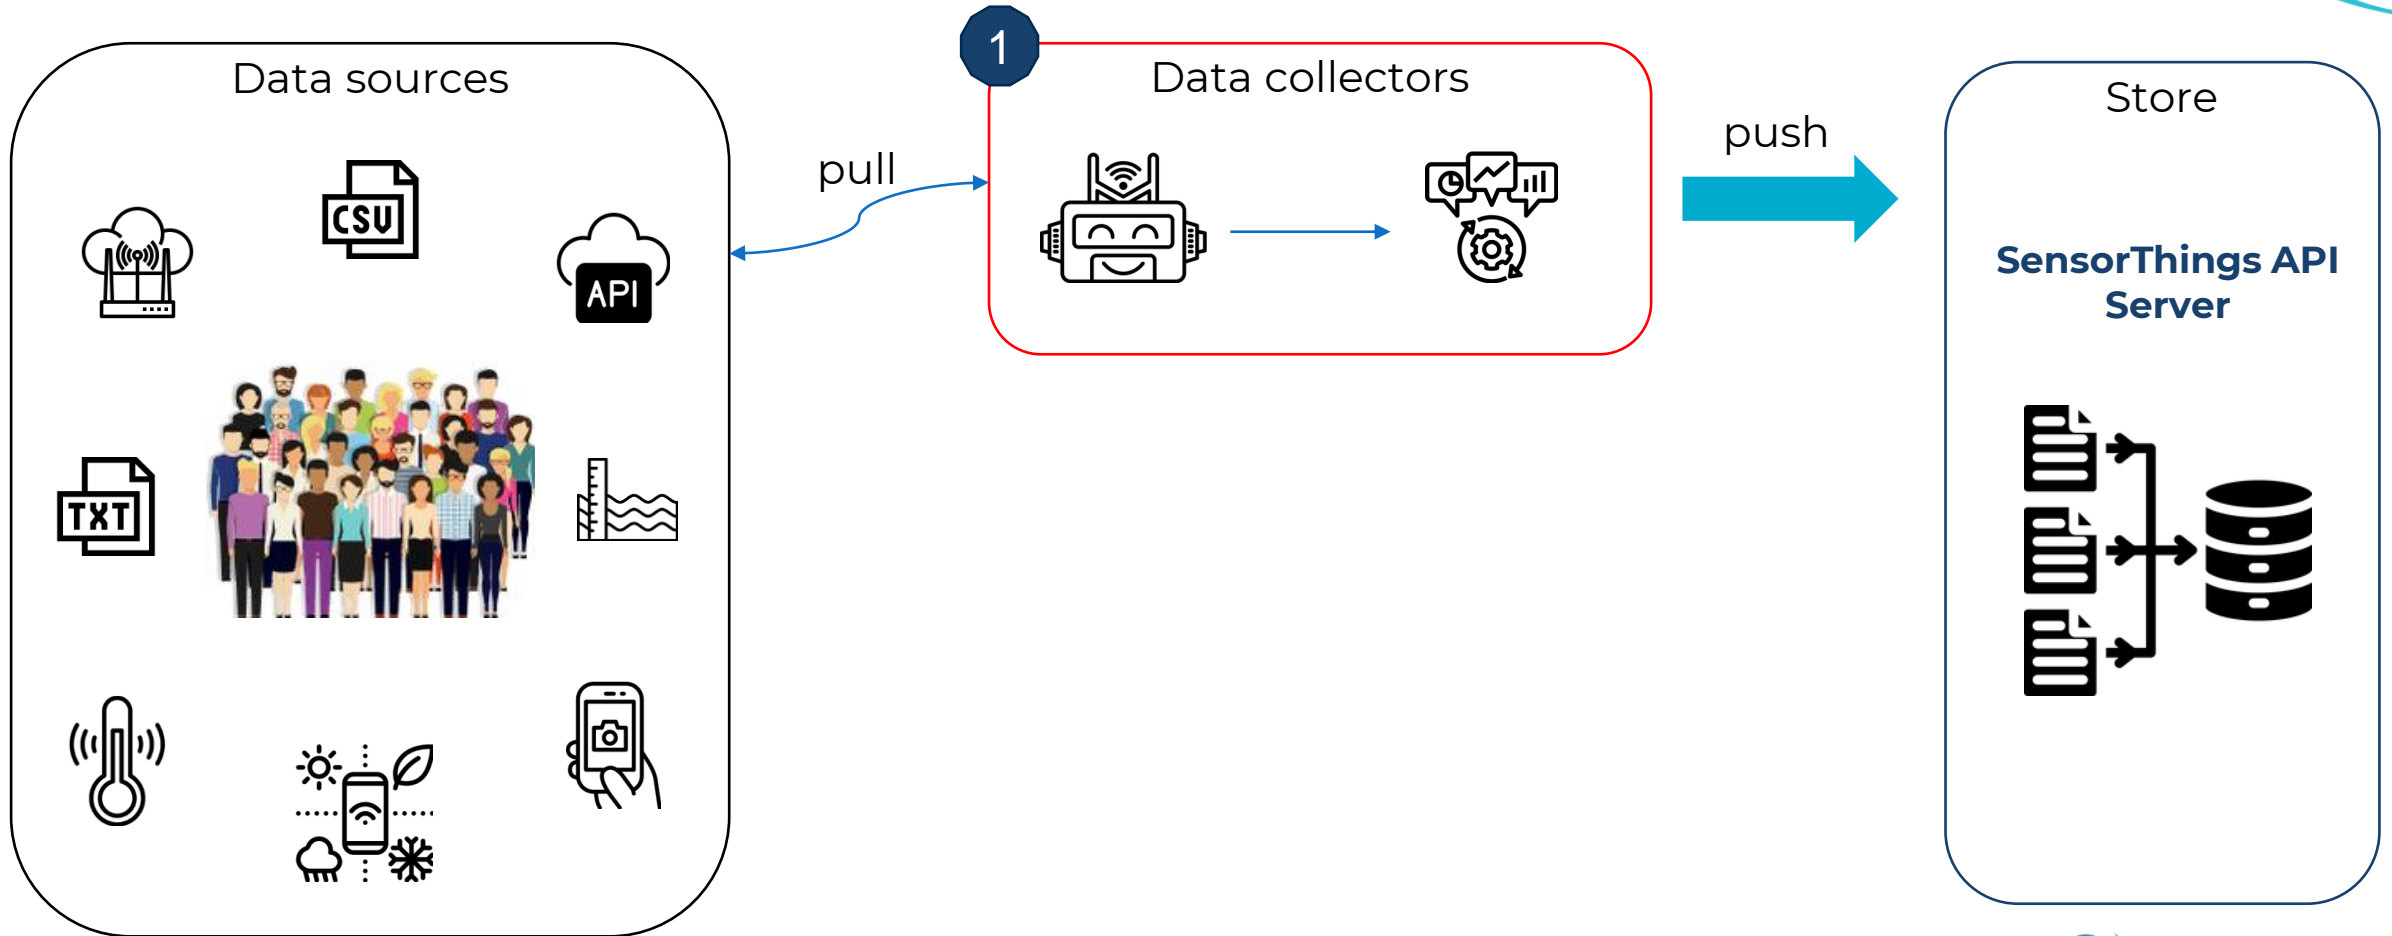 Data sources
CSV
API
TXT
pull
1
Data collectors
push
Store
SensorThings API
Server